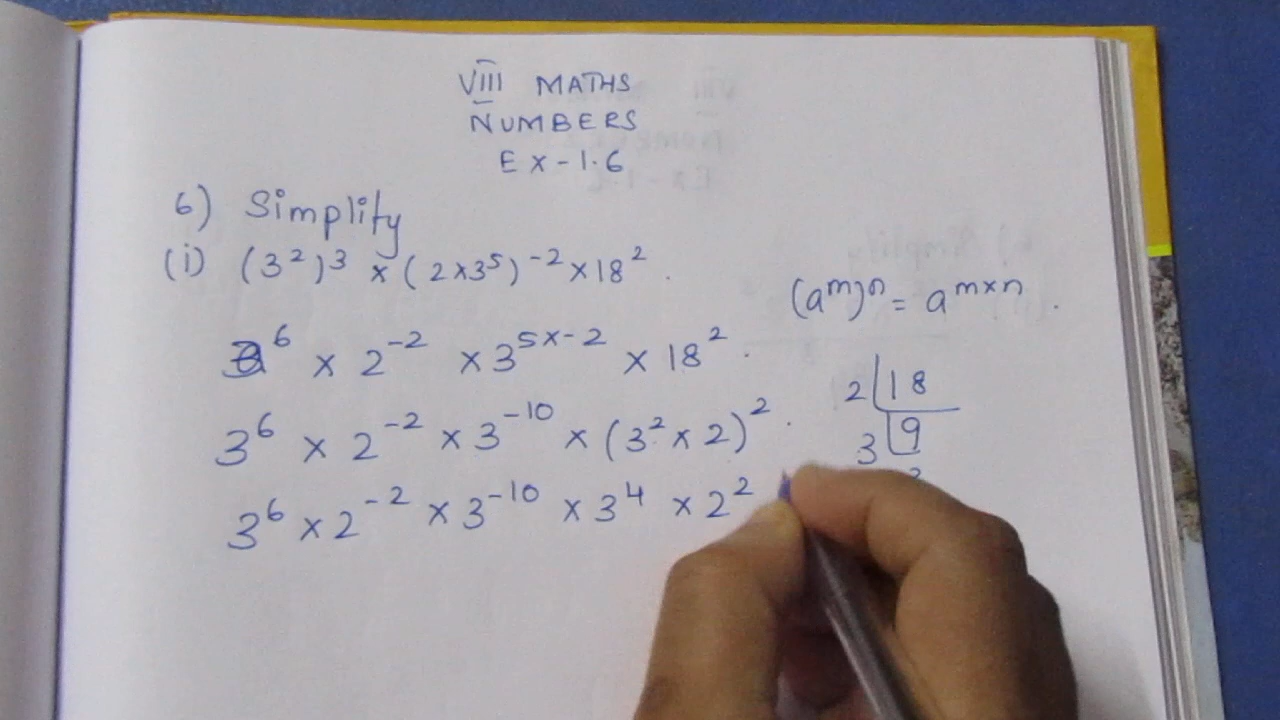 VIII MATHS
NUMBERS
Ex-1.6
6) Simplify
(i) (3²)³ × (2×3⁵)⁻² ×18² .
(aᵐ)ⁿ = aᵐˣⁿ .
3⁶ × 2⁻² × 3⁵ˣ⁻² × 18² .
2 18
3⁶ × 2⁻² × 3⁻¹⁰ × (3² × 2)² .
3 9
3⁶ × 2⁻² × 3⁻¹⁰ × 3⁴ × 2²